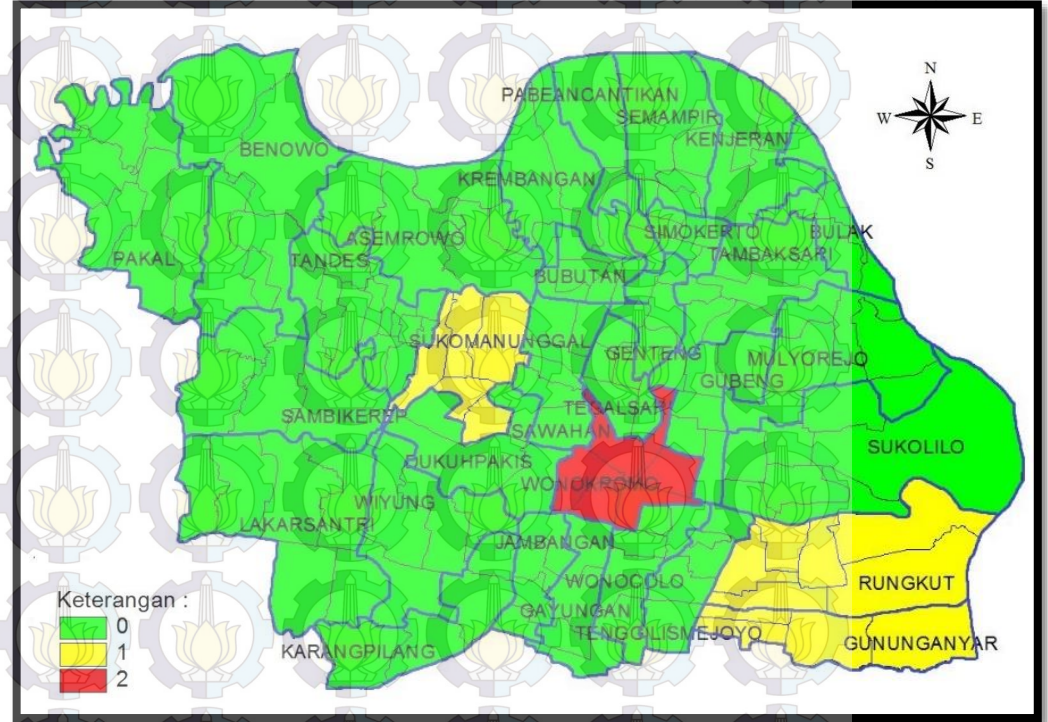 N
W E
S
PABEANCANTIKAN
SEMAMPIR
KENJERAN
BENOWO
KREMBANGAN
ASEMROWO
SIMOKERTO
BULAK
TAMBAKSARI
PAKAL
TANDES
BUBUTAN
SUKOMANUNGGAL
GENTENG
MULYOREJO
GUBENG
SAMBIKEREP
TEGALSARI
SAWAHAN
SUKOLILO
DUKUHPAKIS
WONOKROMO
WIYUNG
LAKARSANTRI
JAMBANGAN
WONOCOLO
RUNGKUT
GAYUNGAN
TENGGILISMEJOYO
GUNUNGANYAR
KARANGPILANG
Keterangan :
0
1
2